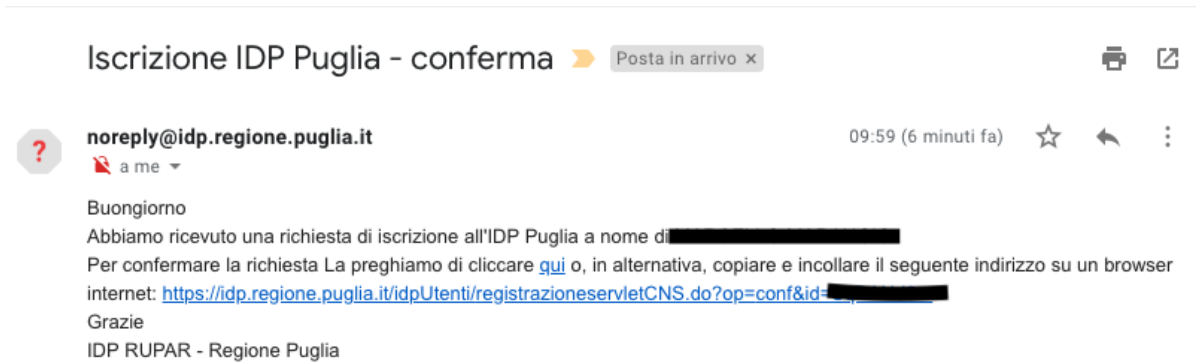 Iscrizione IDP Puglia - conferma Posta in arrivo ×
noreply@idp.regione.puglia.it 09:59 (6 minuti fa)
?
a me
Buongiorno
Abbiamo ricevuto una richiesta di iscrizione all'IDP Puglia a nome di
Per confermare la richiesta La preghiamo di cliccare qui o, in alternativa, copiare e incollare il seguente indirizzo su un browser
internet: https://idp.regione.puglia.it/idpUtenti/registrazioneservletCNS.do?op=conf&id=
Grazie
IDP RUPAR - Regione Puglia